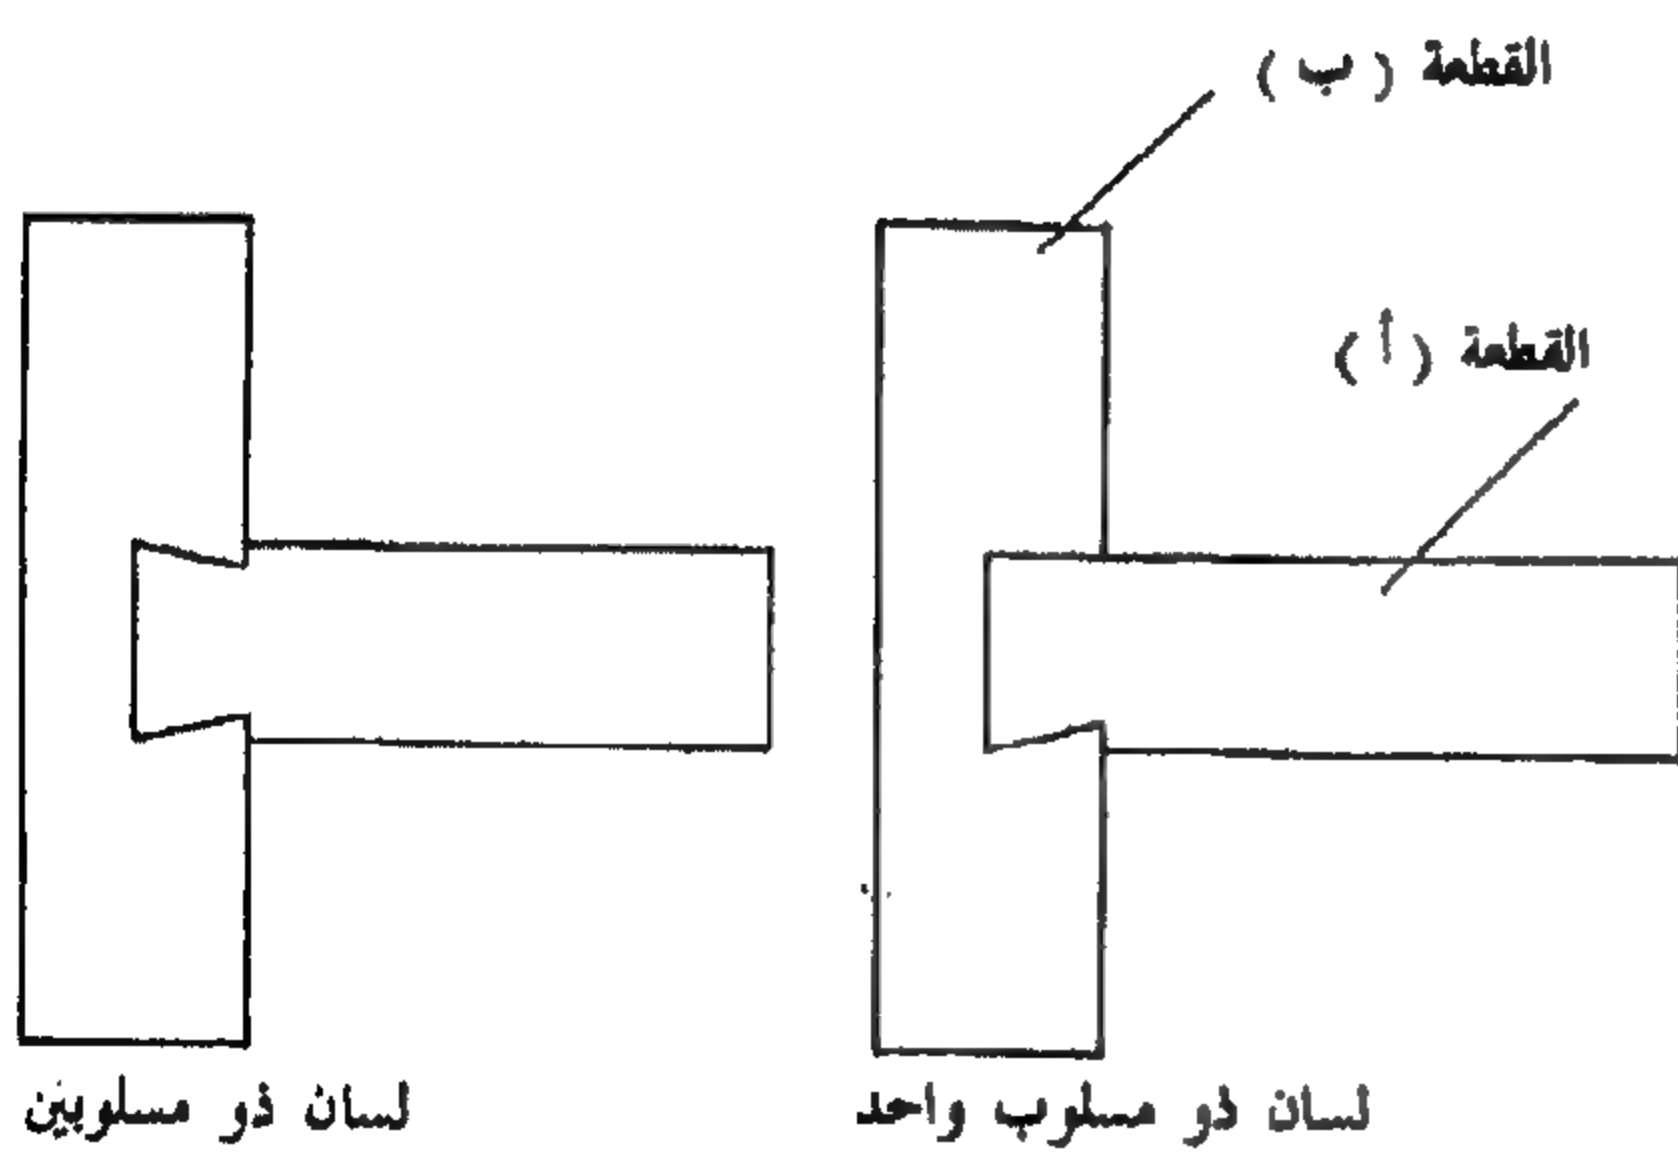 القطعة ( ب )
القطعة ( أ )
لسان ذو مسلوب واحد
لسان ذو مسلوبين